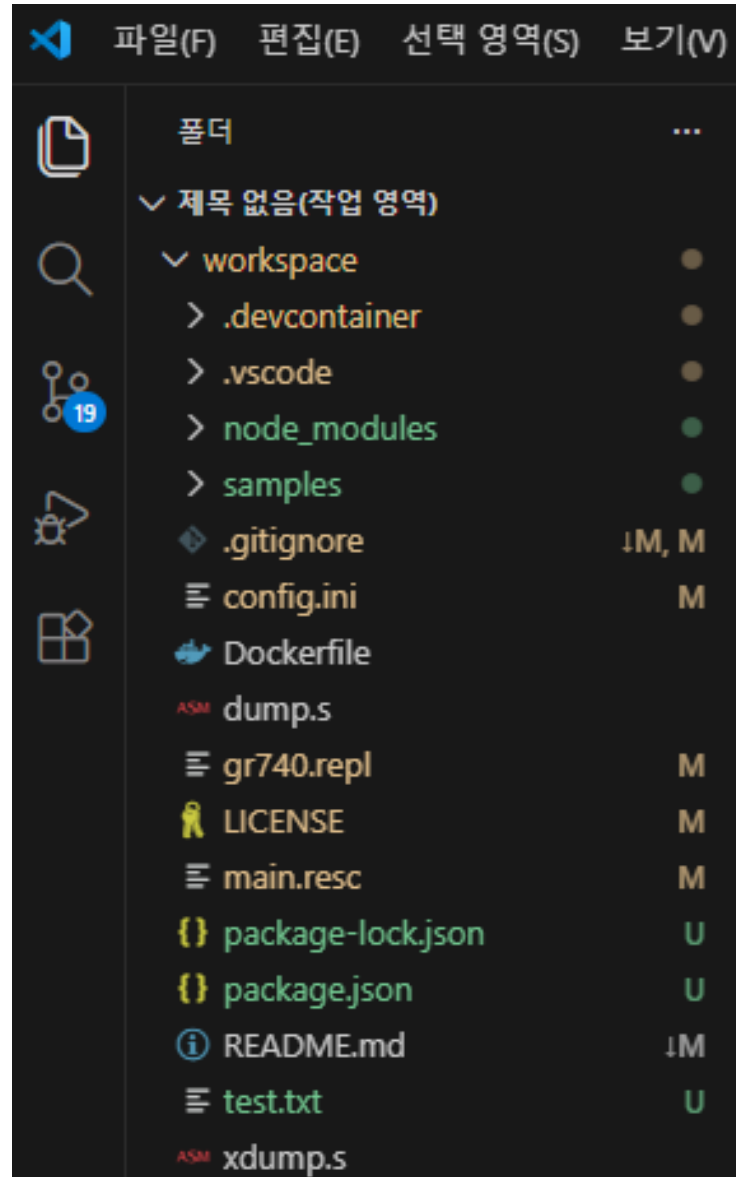 파일(F) 편집(E) 선택 영역(S) 보기(V)
폴더 ...
제목 없음(작업 영역)
workspace
.devcontainer
.vscode
19
node_modules
samples
.gitignore ↓M, M
config.ini M
Dockerfile
ASM dump.s
gr740.repl M
LICENSE M
main.resc M
{} package-lock.json U
{} package.json U
README.md ↓M
test.txt U
ASM xdump.s